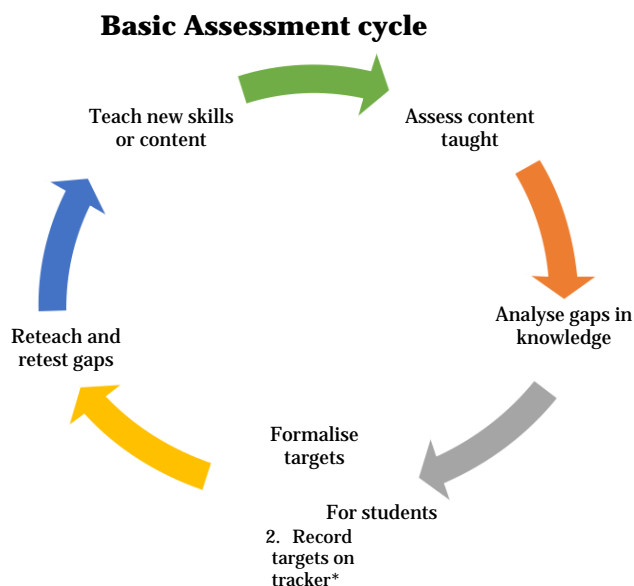 Basic Assessment cycle
Teach new skills
or content
Assess content
taught
Analyse gaps in
knowledge
Reteach and
retest gaps
Formalise
targets
For students
2. Record
targets on
tracker*